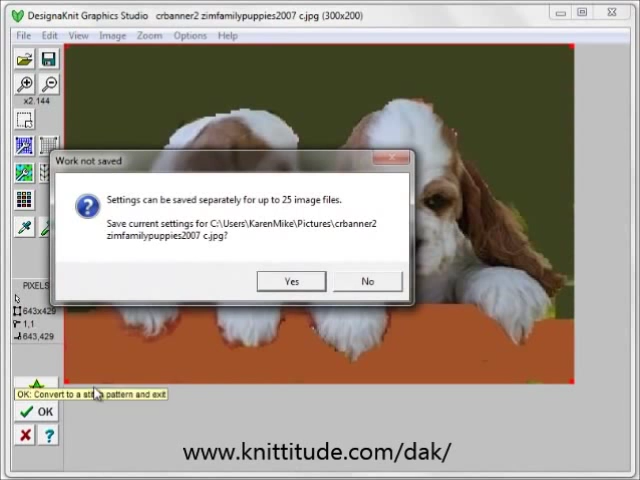 DesignaKnit Graphics Studio crbanner2 zimfamilypuppies2007 c.jpg (300x200)
File Edit View Image Zoom Options Help
x2.144
Work not saved
Settings can be saved separately for up to 25 image files.
Save current settings for C:\Users\KarenMike\Pictures\crbanner2
zimfamilypuppies2007 c.jpg?
Yes No
PIXELS
643x429
1,1
643,429
OK: Convert to a stitch pattern and exit
OK
www.knittitude.com/dak/